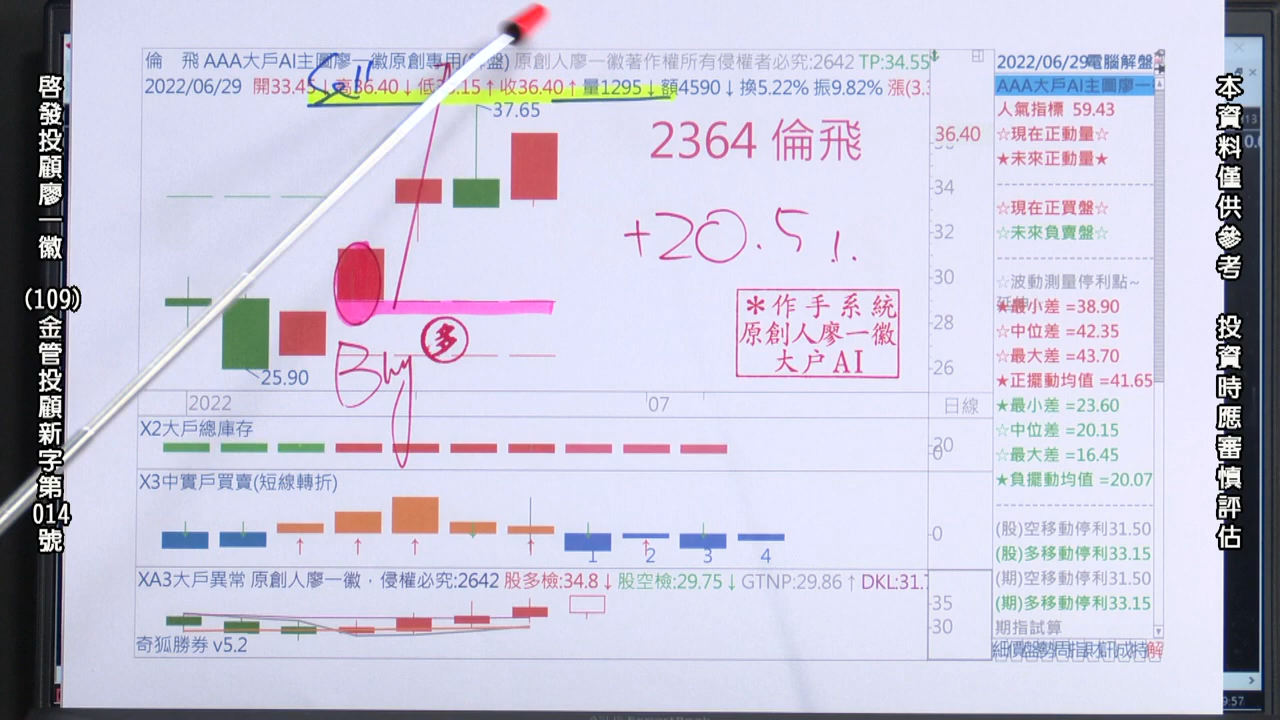 啓發投顧廖一徽 (109)金管投顧新字第014號
本資料僅供參考 投資時應審慎評估
倫 飛 AAA大戶AI主圖廖一徽原創專用(解盤) 原創人廖一徽著作權所有侵權者必究:2642 TP:34.55
2022/06/29 開33.45↓高36.40↓低33.15↑收36.40↑量1295↓額4590↓換5.22% 振9.82% 漲(3.3
37.65
2364 倫飛
+20.5%
*作手系統
原創人廖一徽
大户AI
Buy
多
25.90
36.40
34
32
30
28
26
2022
07
日線
X2大戶總庫存
X3中實戶買賣(短線轉折)
0
1 2 3 4
XA3大戶異常 原創人廖一徽‧侵權必究:2642 股多檢:34.8↓股空檢:29.75↓GTNP:29.86↑DKL:31.
35
30
奇狐勝券 v5.2
2022/06/29電腦解盤
AAA大戶AI主圖廖一
人氣指標 59.43
☆現在正動量☆
★未來正動量★
☆現在正買盤☆
☆未來負賣盤☆
☆波動測量停利點~
★最小差=38.90
☆中位差=42.35
☆最大差=43.70
★正擺動均值=41.65
★最小差=23.60
☆中位差=20.15
☆最大差=16.45
★負擺動均值=20.07
(股)空移動停利31.50
(股)多移動停利33.15
(期)空移動停利31.50
(期)多移動停利33.15
期指試算